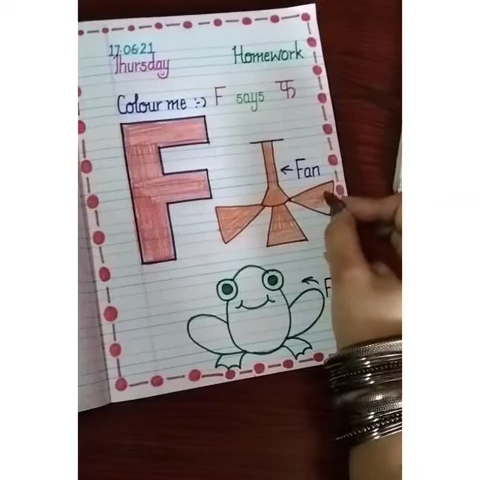 17.06.21
Thursday
Homework
Colour me :-) F says फ
F
← Fan
← F